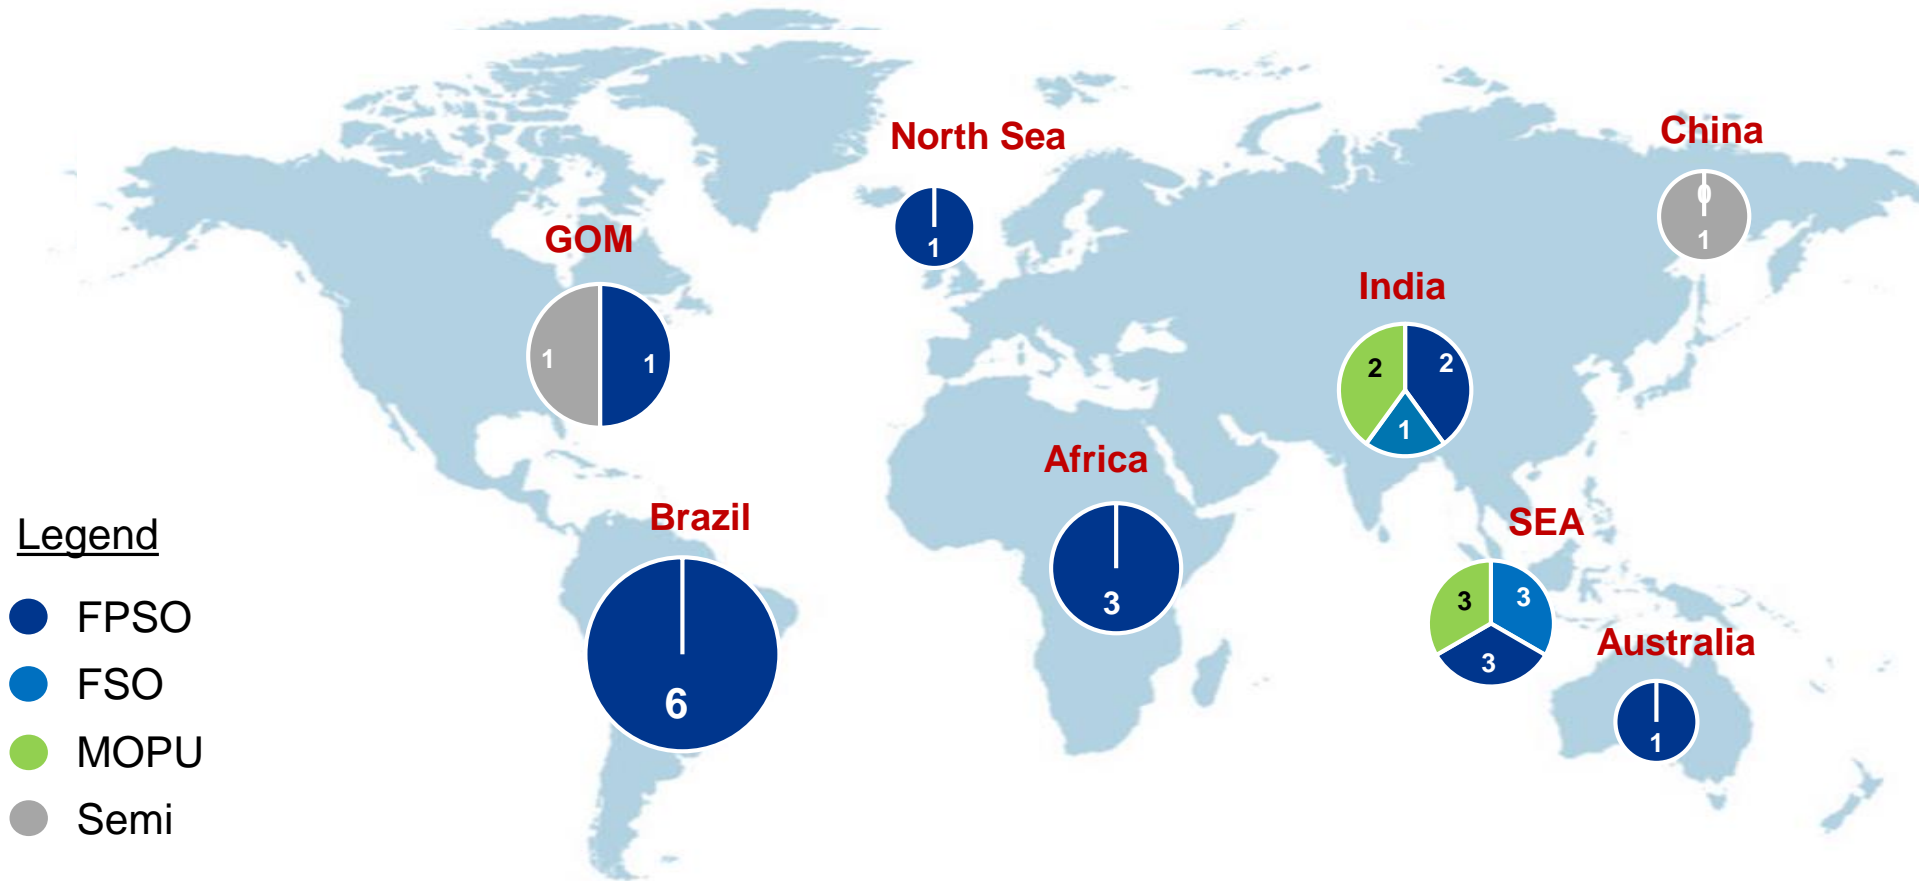 North Sea
1
China
0
1
GOM
1
1
India
2
2
1
Africa
3
Brazil
6
SEA
3
3
3
Australia
1
Legend
FPSO
FSO
MOPU
Semi